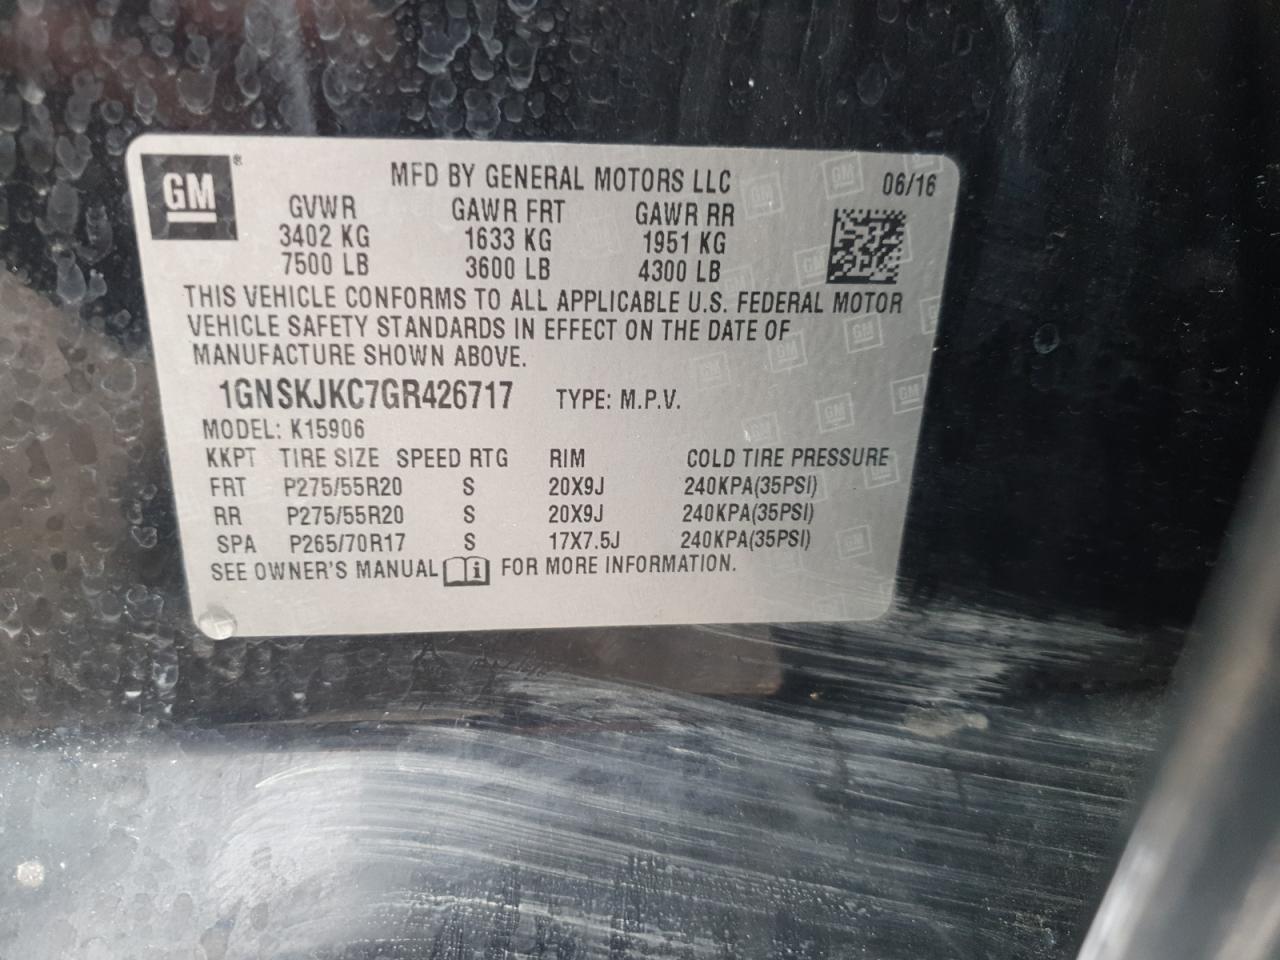 GM®
MFD BY GENERAL MOTORS LLC 06/16
GVWR GAWR FRT GAWR RR
3402 KG 1633 KG 1951 KG
7500 LB 3600 LB 4300 LB
THIS VEHICLE CONFORMS TO ALL APPLICABLE U.S. FEDERAL MOTOR
VEHICLE SAFETY STANDARDS IN EFFECT ON THE DATE OF
MANUFACTURE SHOWN ABOVE.
1GNSKJKC7GR426717 TYPE: M.P.V.
MODEL: K15906
KKPT TIRE SIZE SPEED RTG RIM COLD TIRE PRESSURE
FRT P275/55R20 S 20X9J 240KPA(35PSI)
RR P275/55R20 S 20X9J 240KPA(35PSI)
SPA P265/70R17 S 17X7.5J 240KPA(35PSI)
SEE OWNER'S MANUAL i FOR MORE INFORMATION.